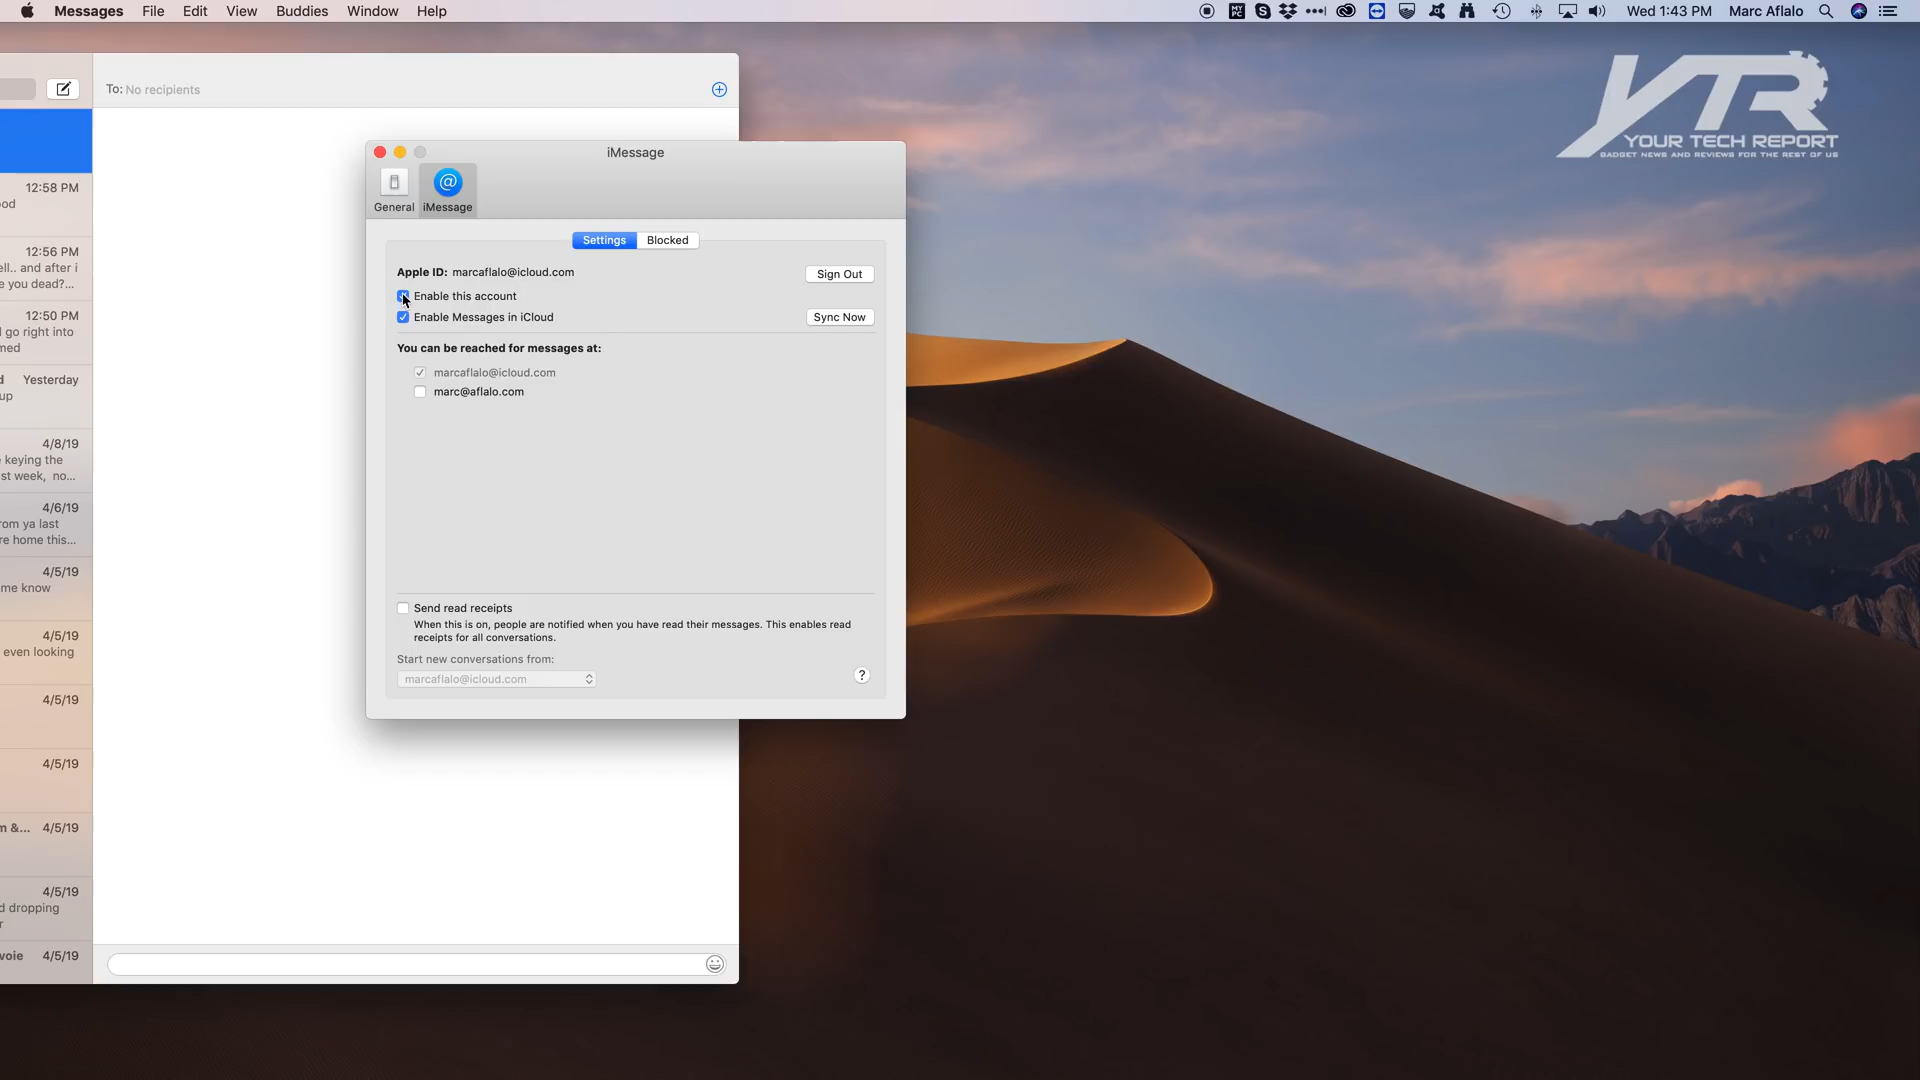 Messages File Edit View Buddies Window Help
Wed 1:43 PM Marc Aflalo
YTR
YOUR TECH REPORT
GADGET NEWS AND REVIEWS FOR THE REST OF US
To: No recipients
12:58 PM
od
12:56 PM
ell.. and after i
e you dead?...
12:50 PM
I go right into
med
d Yesterday
up
4/8/19
e keying the
st week, no...
4/6/19
rom ya last
re home this...
4/5/19
me know
4/5/19
even looking
4/5/19
4/5/19
m &... 4/5/19
4/5/19
d dropping
r
voie 4/5/19
iMessage
General iMessage
Settings Blocked
Apple ID: marcaflalo@icloud.com
Sign Out
Enable this account
Enable Messages in iCloud
Sync Now
You can be reached for messages at:
marcaflalo@icloud.com
marc@aflalo.com
Send read receipts
When this is on, people are notified when you have read their messages. This enables read
receipts for all conversations.
Start new conversations from:
marcaflalo@icloud.com
?